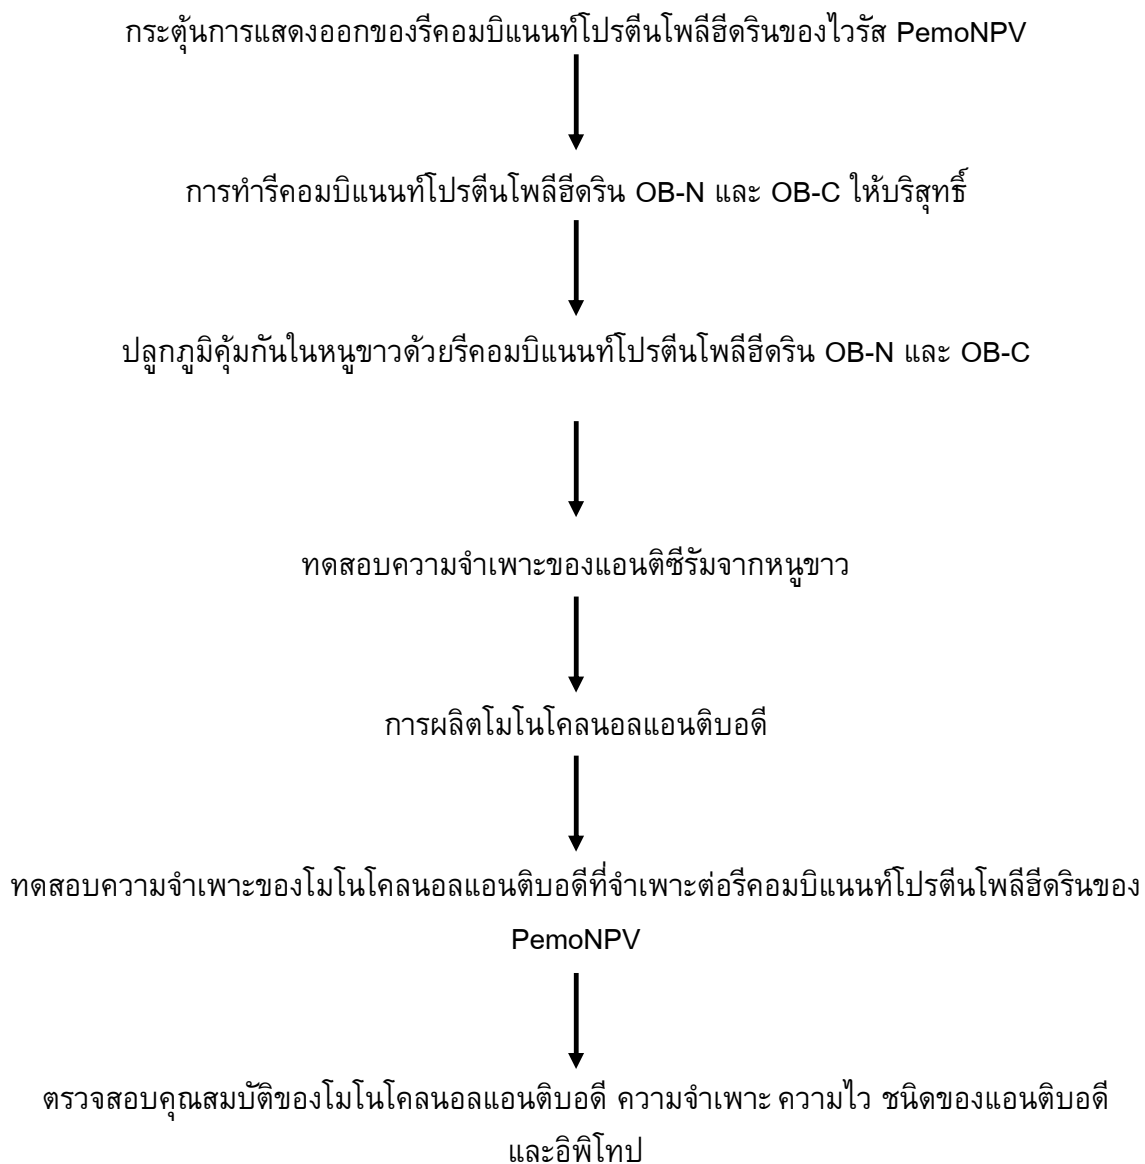 กระตุ้นการแสดงออกของรีคอมบิแนนท์โปรตีนโพลีฮีดรินของไวรัส PemoNPV
การทำรีคอมบิแนนท์โปรตีนโพลีฮีดริน OB-N และ OB-C ให้บริสุทธิ์
ปลูกภูมิคุ้มกันในหนูขาวด้วยรีคอมบิแนนท์โปรตีนโพลีฮีดริน OB-N และ OB-C
ทดสอบความจำเพาะของแอนติซีรัมจากหนูขาว
การผลิตโมโนโคลนอลแอนติบอดี
ทดสอบความจำเพาะของโมโนโคลนอลแอนติบอดีที่จำเพาะต่อรีคอมบิแนนท์โปรตีนโพลีฮีดรินของ
PemoNPV
ตรวจสอบคุณสมบัติของโมโนโคลนอลแอนติบอดี ความจำเพาะ ความไว ชนิดของแอนติบอดี
และอิพิโทป